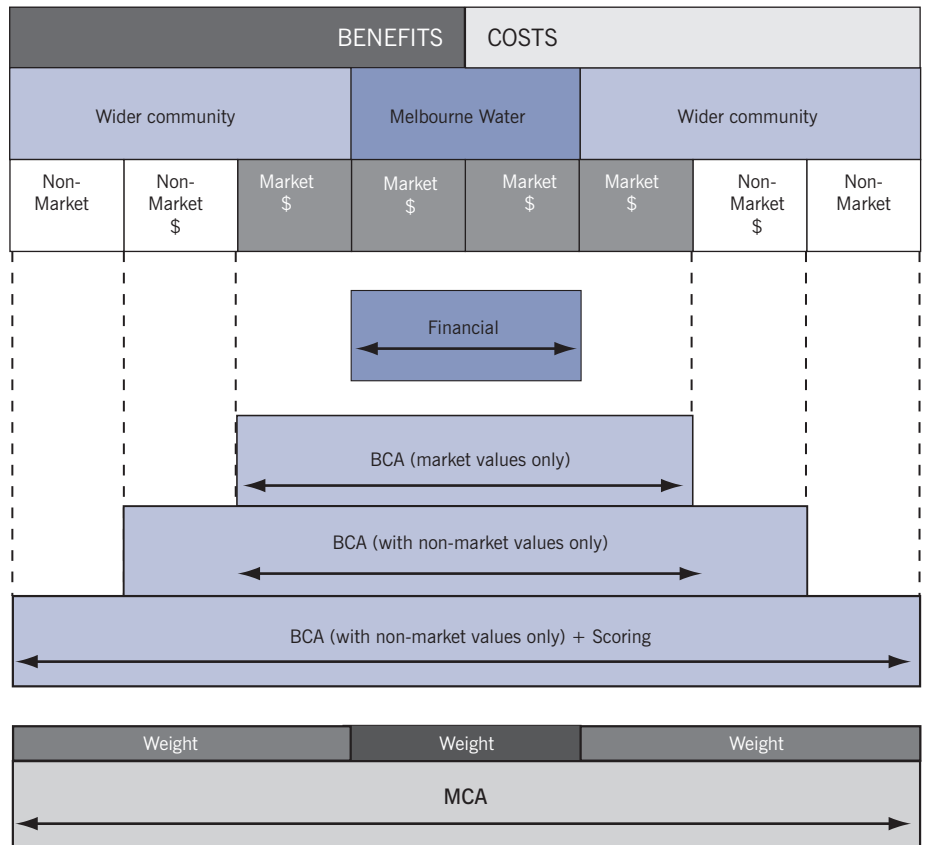 BENEFITS COSTS
Wider community Melbourne Water Wider community
Non- Non- Market Market Market Market Non- Non-
Market Market $ $ $ $ Market Market
$ $
Financial
BCA (market values only)
BCA (with non-market values only)
BCA (with non-market values only) + Scoring
Weight Weight Weight
MCA